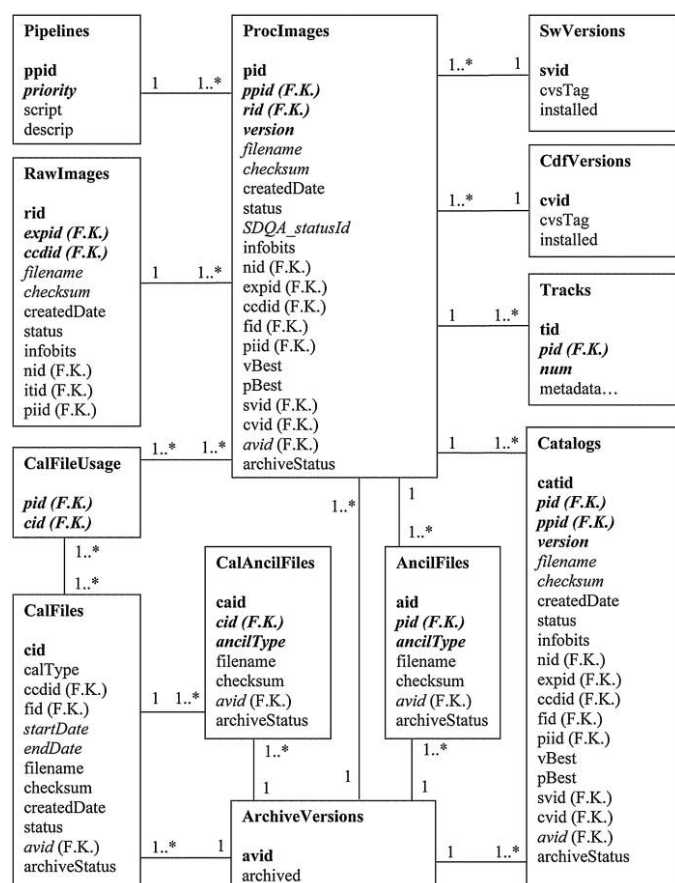 Pipelines
ppid
priority
script
descrip
1
1..*
ProcImages
pid
ppid (F.K.)
rid (F.K.)
version
filename
checksum
createdDate
status
SDQA_statusId
infobits
nid (F.K.)
expid (F.K.)
ccdid (F.K.)
fid (F.K.)
piid (F.K.)
vBest
pBest
svid (F.K.)
cvid (F.K.)
avid (F.K.)
archiveStatus
1..*
1
SwVersions
svid
cvsTag
installed
1..*
1
CdfVersions
cvid
cvsTag
installed
RawImages
rid
expid (F.K.)
ccdid (F.K.)
filename
checksum
createdDate
status
infobits
nid (F.K.)
itid (F.K.)
piid (F.K.)
1
1..*
1
1..*
Tracks
tid
pid (F.K.)
num
metadata…
CalFileUsage
pid (F.K.)
cid (F.K.)
1..*
1..*
1
1..*
Catalogs
catid
pid (F.K.)
ppid (F.K.)
version
filename
checksum
createdDate
status
infobits
nid (F.K.)
expid (F.K.)
ccdid (F.K.)
fid (F.K.)
piid (F.K.)
vBest
pBest
svid (F.K.)
cvid (F.K.)
avid (F.K.)
archiveStatus
1..*
1
1..*
1..*
1..*
CalFiles
cid
calType
ccdid (F.K.)
fid (F.K.)
startDate
endDate
filename
checksum
createdDate
status
avid (F.K.)
archiveStatus
1
1..*
CalAncilFiles
caid
cid (F.K.)
ancilType
filename
checksum
avid (F.K.)
archiveStatus
AncilFiles
aid
pid (F.K.)
ancilType
filename
checksum
avid (F.K.)
archiveStatus
1..*
1
1
1..*
1
1..*
1
ArchiveVersions
avid
archived
1
1..*